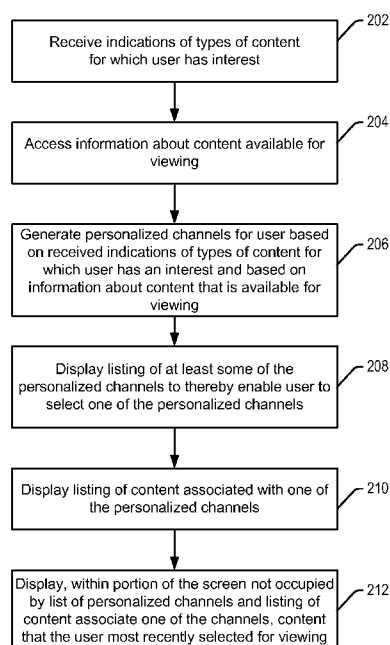 202
Receive indications of types of content
for which user has interest
204
Access information about content available for
viewing
206
Generate personalized channels for user based
on received indications of types of content for
which user has an interest and based on
information about content that is available for
viewing
208
Display listing of at least some of the
personalized channels to thereby enable user to
select one of the personalized channels
210
Display listing of content associated with one of
the personalized channels
212
Display, within portion of the screen not occupied
by list of personalized channels and listing of
content associate one of the channels, content
that the user most recently selected for viewing